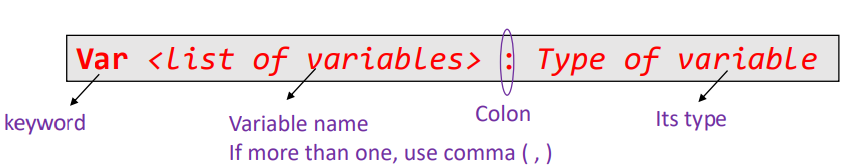 Var <list of variables> : Type of variable
keyword
Variable name
If more than one, use comma ( , )
Colon
Its type